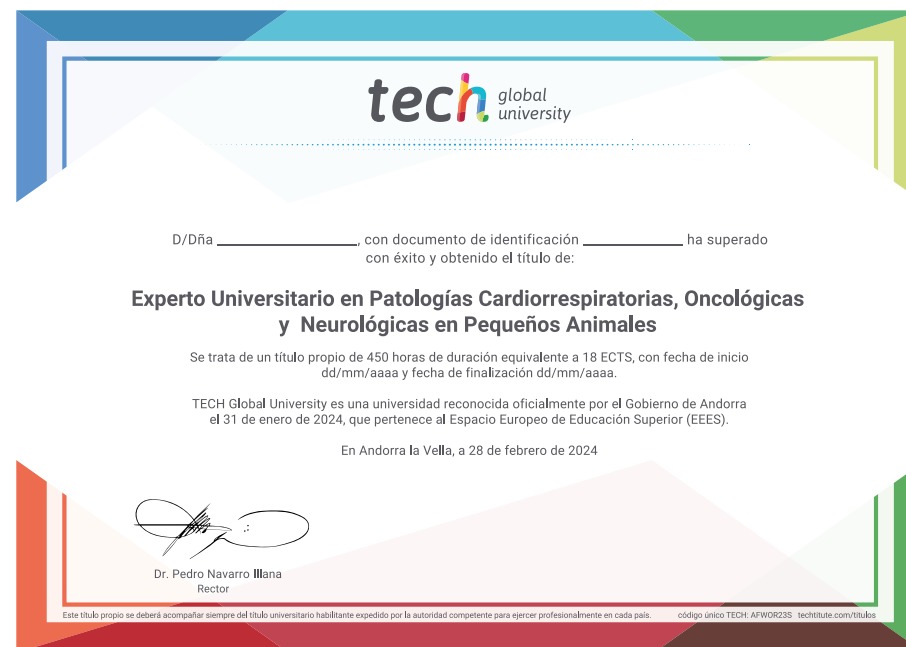 tech global university
D/Dña ____________________, con documento de identificación ______________ ha superado
con éxito y obtenido el título de:
Experto Universitario en Patologías Cardiorrespiratorias, Oncológicas
y Neurológicas en Pequeños Animales
Se trata de un título propio de 450 horas de duración equivalente a 18 ECTS, con fecha de inicio
dd/mm/aaaa y fecha de finalización dd/mm/aaaa.
TECH Global University es una universidad reconocida oficialmente por el Gobierno de Andorra
el 31 de enero de 2024, que pertenece al Espacio Europeo de Educación Superior (EEES).
En Andorra la Vella, a 28 de febrero de 2024
Dr. Pedro Navarro Illana
Rector
Este título propio se deberá acompañar siempre del título universitario habilitante expedido por la autoridad competente para ejercer profesionalmente en cada país. código único TECH: AFWOR23S techtitute.com/titulos